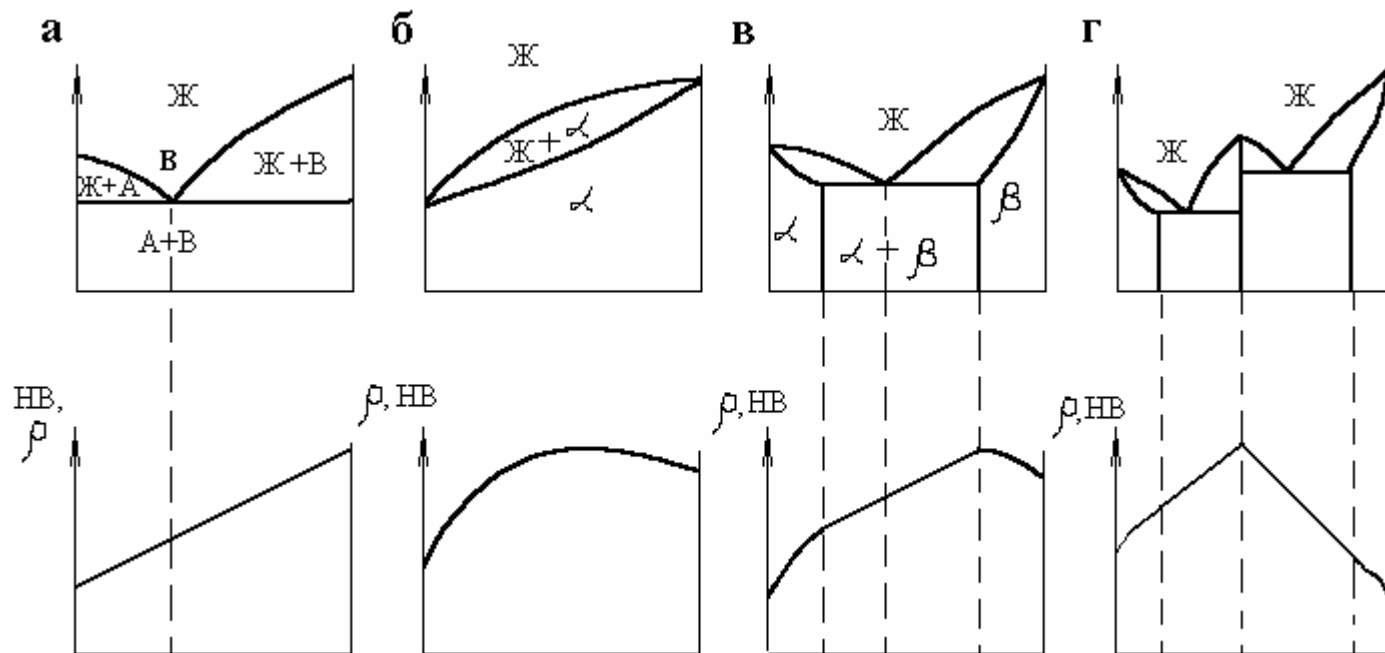 а б в г
Ж Ж Ж Ж
В
Ж+А Ж+В Ж+α
А+В α
α α+β β
НВ, ρ
ρ, НВ
ρ, НВ
ρ, НВ